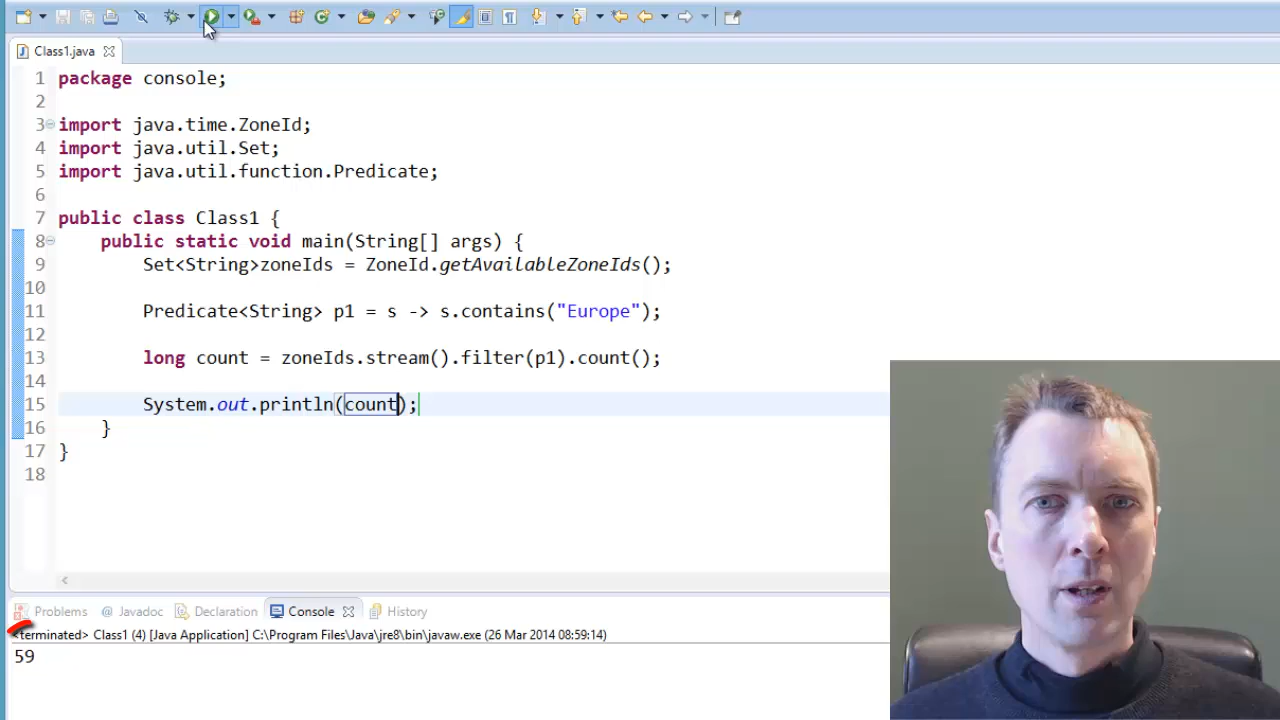 Class1.java
1 package console;
2
3 import java.time.ZoneId;
4 import java.util.Set;
5 import java.util.function.Predicate;
6
7 public class Class1 {
8 public static void main(String[] args) {
9 Set<String>zoneIds = ZoneId.getAvailableZoneIds();
10
11 Predicate<String> p1 = s -> s.contains("Europe");
12
13 long count = zoneIds.stream().filter(p1).count();
14
15 System.out.println(count);
16 }
17 }
18
Problems @ Javadoc Declaration Console History
<terminated> Class1 (4) [Java Application] C:\Program Files\Java\jre8\bin\javaw.exe (26 Mar 2014 08:59:14)
59